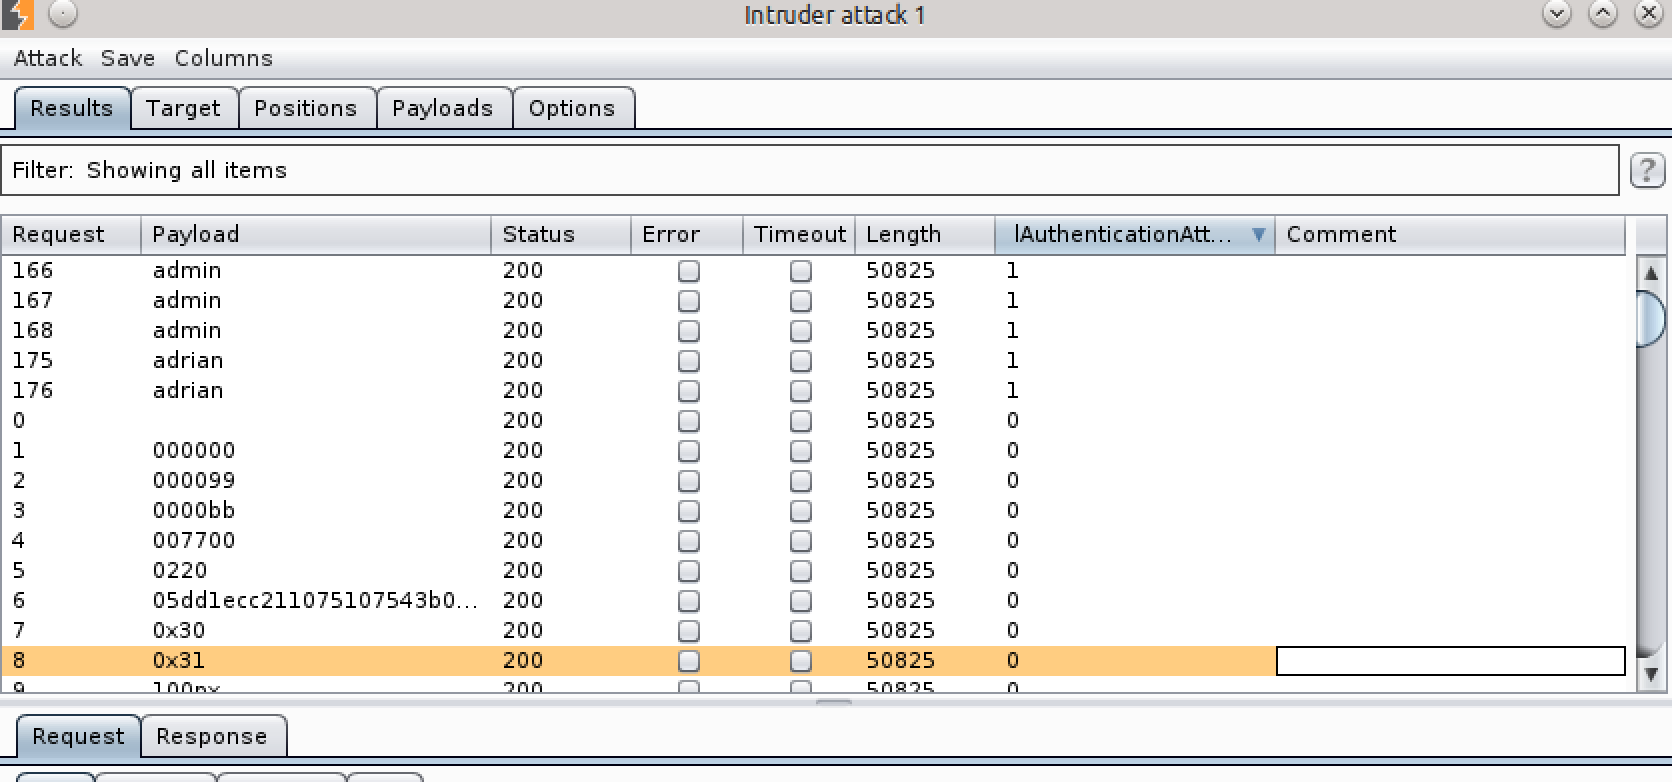 Intruder attack 1
Attack Save Columns
Results Target Positions Payloads Options
Filter: Showing all items ?
Request Payload Status Error Timeout Length lAuthenticationAtt... Comment
166 admin 200 50825 1
167 admin 200 50825 1
168 admin 200 50825 1
175 adrian 200 50825 1
176 adrian 200 50825 1
0 200 50825 0
1 000000 200 50825 0
2 000099 200 50825 0
3 0000bb 200 50825 0
4 007700 200 50825 0
5 0220 200 50825 0
6 05dd1ecc211075107543b0... 200 50825 0
7 0x30 200 50825 0
8 0x31 200 50825 0
9 100px 200 50825 0
Request Response